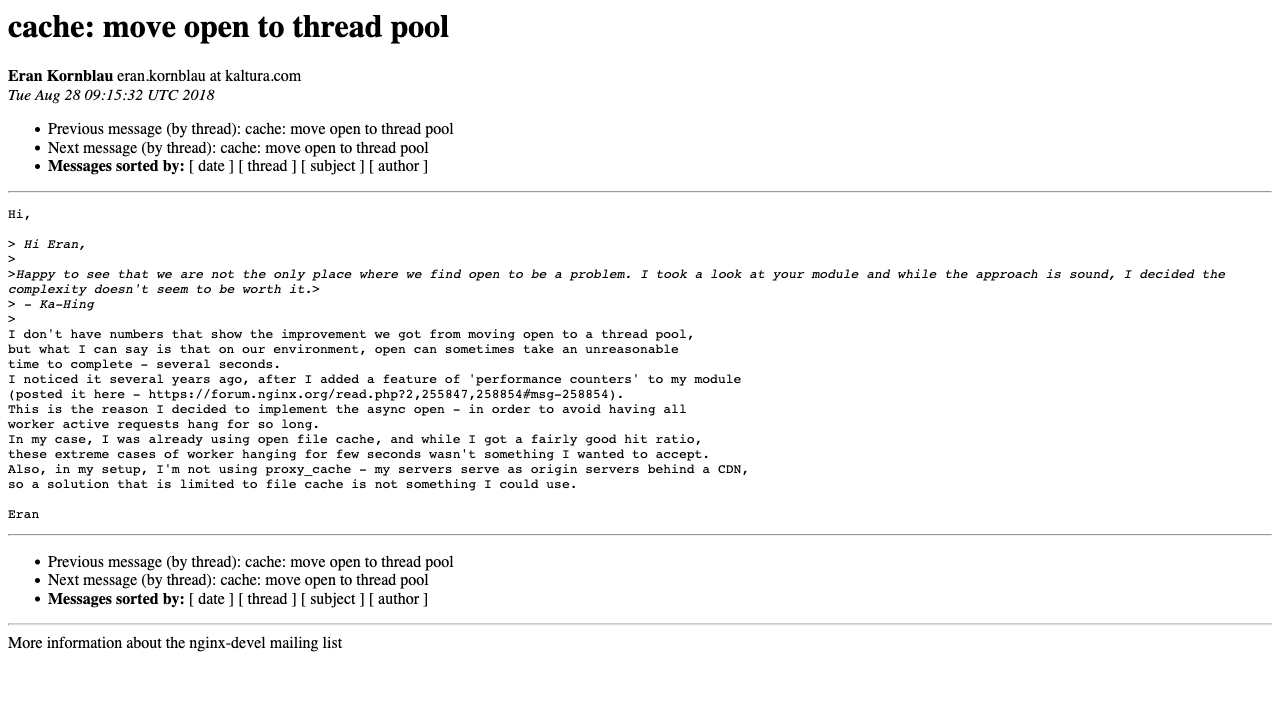 cache: move open to thread pool
Eran Kornblau eran.kornblau at kaltura.com
Tue Aug 28 09:15:32 UTC 2018
• Previous message (by thread): cache: move open to thread pool
• Next message (by thread): cache: move open to thread pool
• Messages sorted by: [ date ] [ thread ] [ subject ] [ author ]
Hi,
> Hi Eran,
>
>Happy to see that we are not the only place where we find open to be a problem. I took a look at your module and while the approach is sound, I decided the
complexity doesn't seem to be worth it.>
> - Ka-Hing
>
I don't have numbers that show the improvement we got from moving open to a thread pool,
but what I can say is that on our environment, open can sometimes take an unreasonable
time to complete - several seconds.
I noticed it several years ago, after I added a feature of 'performance counters' to my module
(posted it here - https://forum.nginx.org/read.php?2,255847,258854#msg-258854).
This is the reason I decided to implement the async open - in order to avoid having all
worker active requests hang for so long.
In my case, I was already using open file cache, and while I got a fairly good hit ratio,
these extreme cases of worker hanging for few seconds wasn't something I wanted to accept.
Also, in my setup, I'm not using proxy_cache - my servers serve as origin servers behind a CDN,
so a solution that is limited to file cache is not something I could use.
Eran
• Previous message (by thread): cache: move open to thread pool
• Next message (by thread): cache: move open to thread pool
• Messages sorted by: [ date ] [ thread ] [ subject ] [ author ]
More information about the nginx-devel mailing list